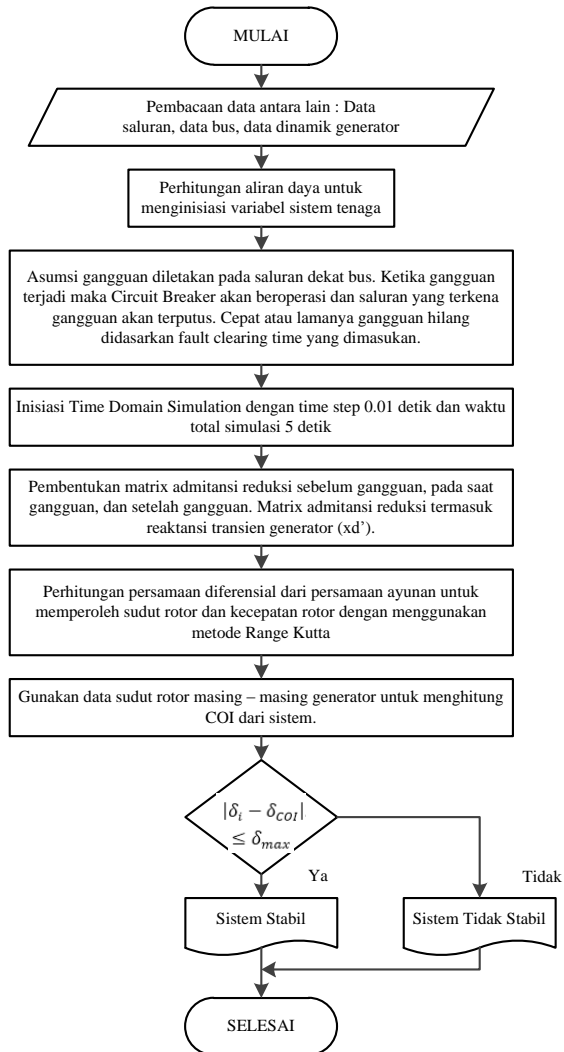 MULAI
Pembacaan data antara lain : Data
saluran, data bus, data dinamik generator
Perhitungan aliran daya untuk
menginisiasi variabel sistem tenaga
Asumsi gangguan diletakan pada saluran dekat bus. Ketika gangguan
terjadi maka Circuit Breaker akan beroperasi dan saluran yang terkena
gangguan akan terputus. Cepat atau lamanya gangguan hilang
didasarkan fault clearing time yang dimasukan.
Inisiasi Time Domain Simulation dengan time step 0.01 detik dan waktu
total simulasi 5 detik
Pembentukan matrix admitansi reduksi sebelum gangguan, pada saat
gangguan, dan setelah gangguan. Matrix admitansi reduksi termasuk
reaktansi transien generator (xd’).
Perhitungan persamaan diferensial dari persamaan ayunan untuk
memperoleh sudut rotor dan kecepatan rotor dengan menggunakan
metode Range Kutta
Gunakan data sudut rotor masing – masing generator untuk menghitung
COI dari sistem.
|δ_i − δ_COI|
≤ δ_max
Ya
Tidak
Sistem Stabil
Sistem Tidak Stabil
SELESAI